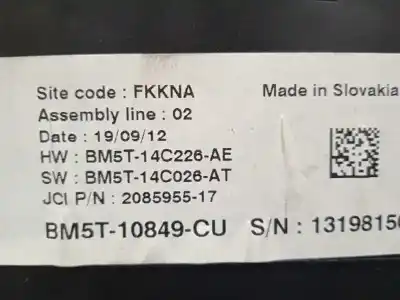 Site code : FKKNA Made in Slovakia
Assembly line : 02
Date : 19/09/12
HW : BM5T-14C226-AE
SW : BM5T-14C026-AT
JCI P/N : 2085955-17
BM5T-10849-CU S/N : 1319815